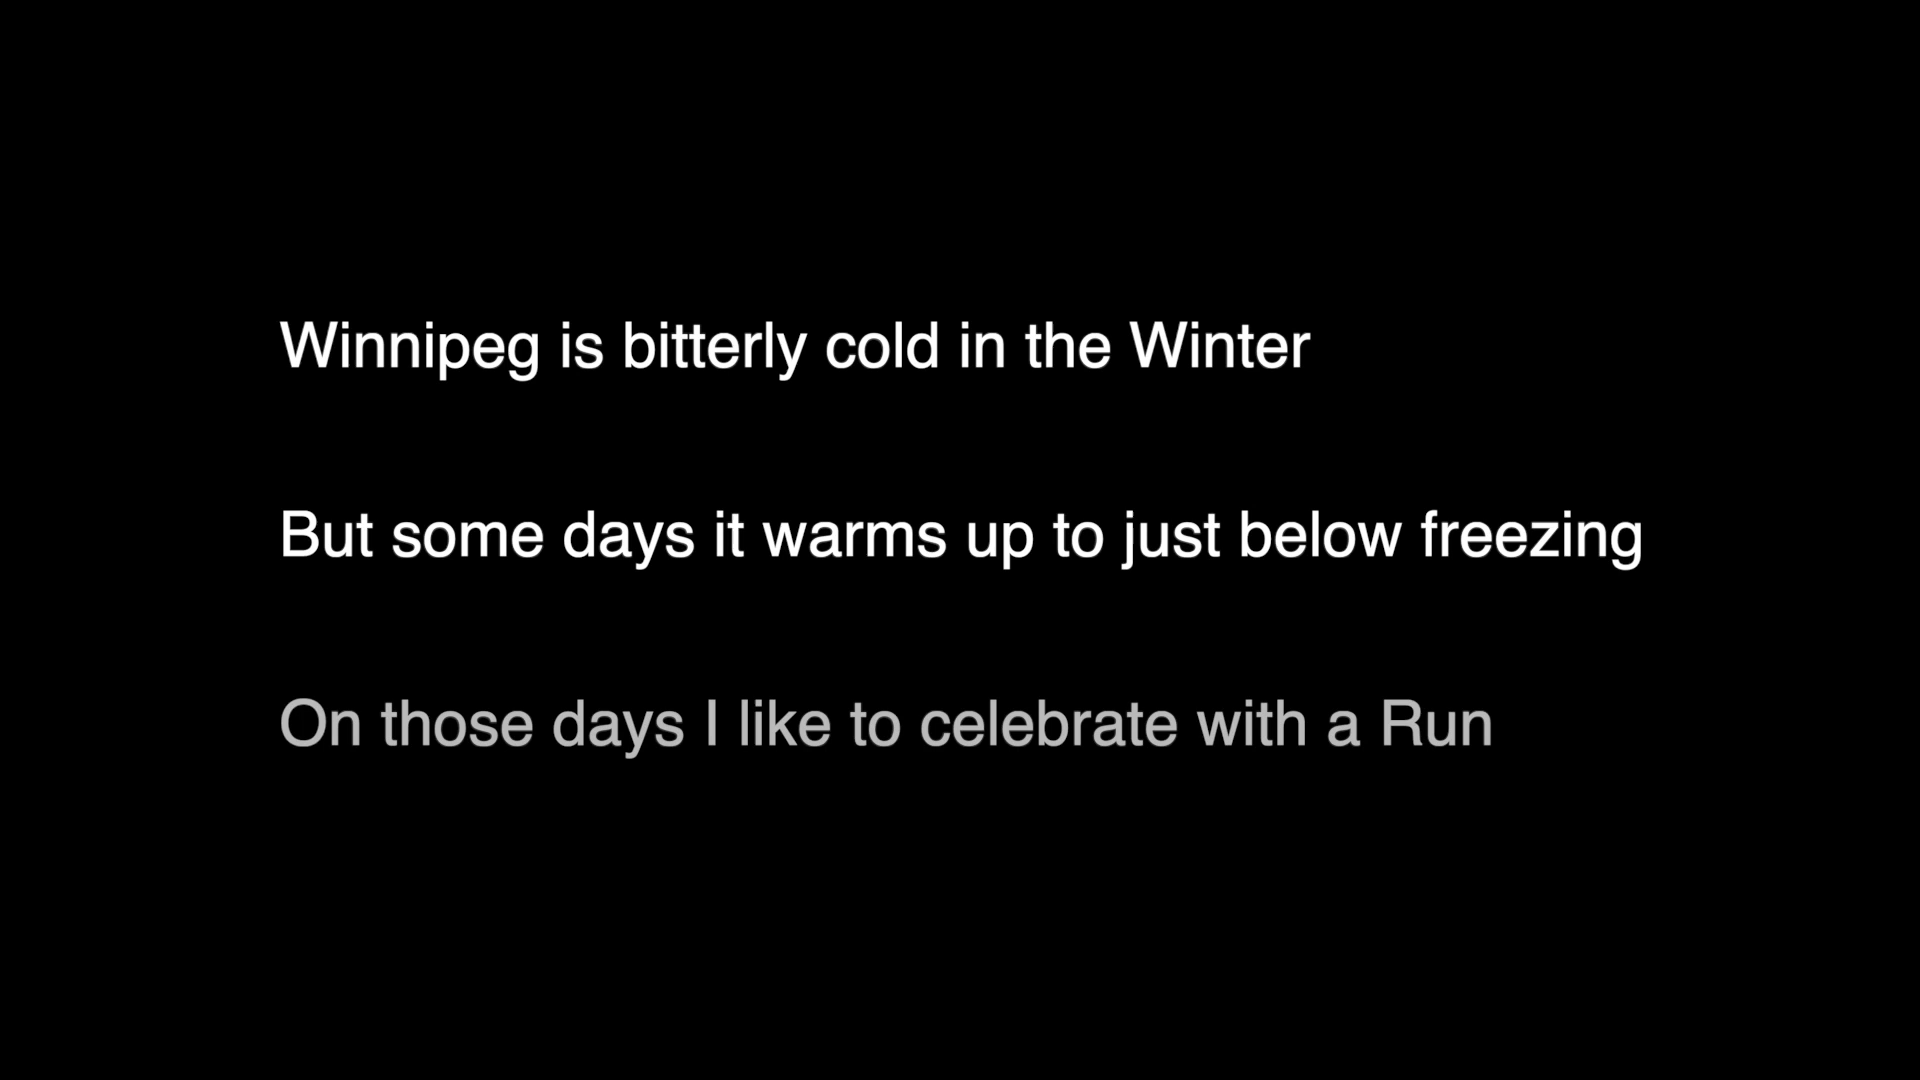 Winnipeg is bitterly cold in the Winter
But some days it warms up to just below freezing
On those days I like to celebrate with a Run